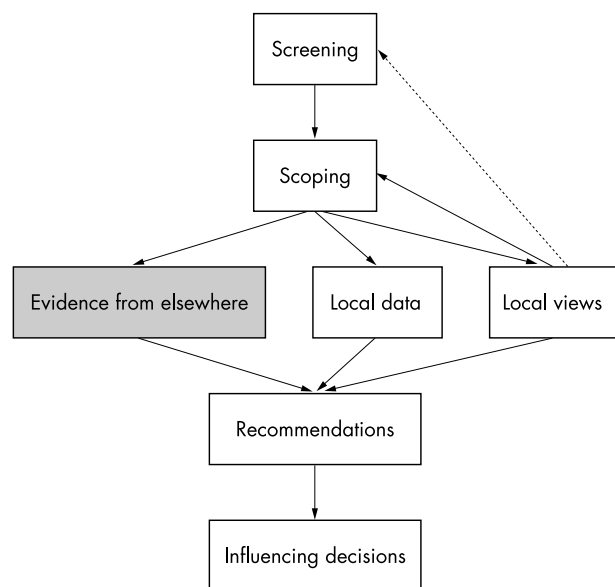 Screening
Scoping
Evidence from elsewhere
Local data
Local views
Recommendations
Influencing decisions